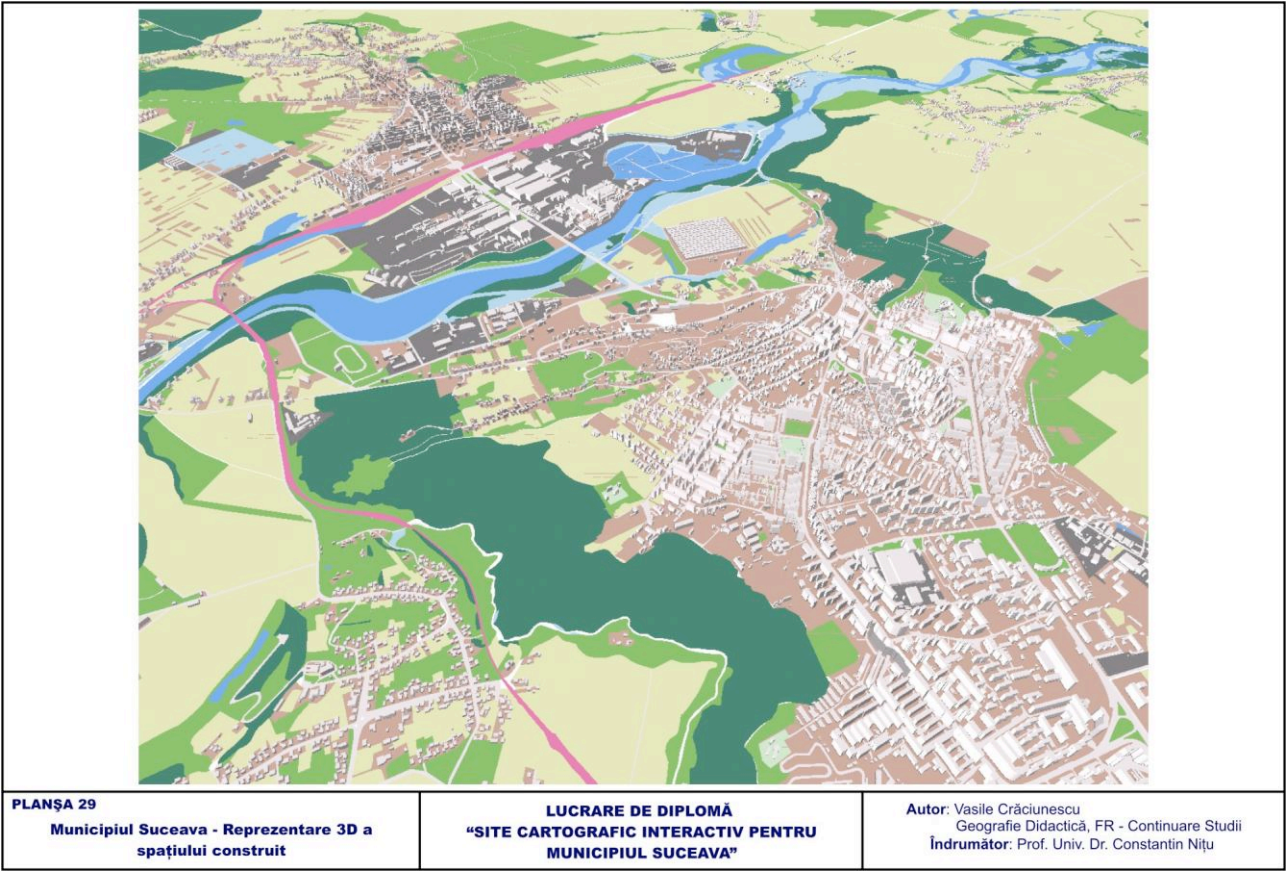 PLANŞA 29
Municipiul Suceava - Reprezentare 3D a
spaţiului construit
LUCRARE DE DIPLOMĂ
“SITE CARTOGRAFIC INTERACTIV PENTRU
MUNICIPIUL SUCEAVA”
Autor: Vasile Crăciunescu
Geografie Didactică, FR - Continuare Studii
Îndrumător: Prof. Univ. Dr. Constantin Niţu